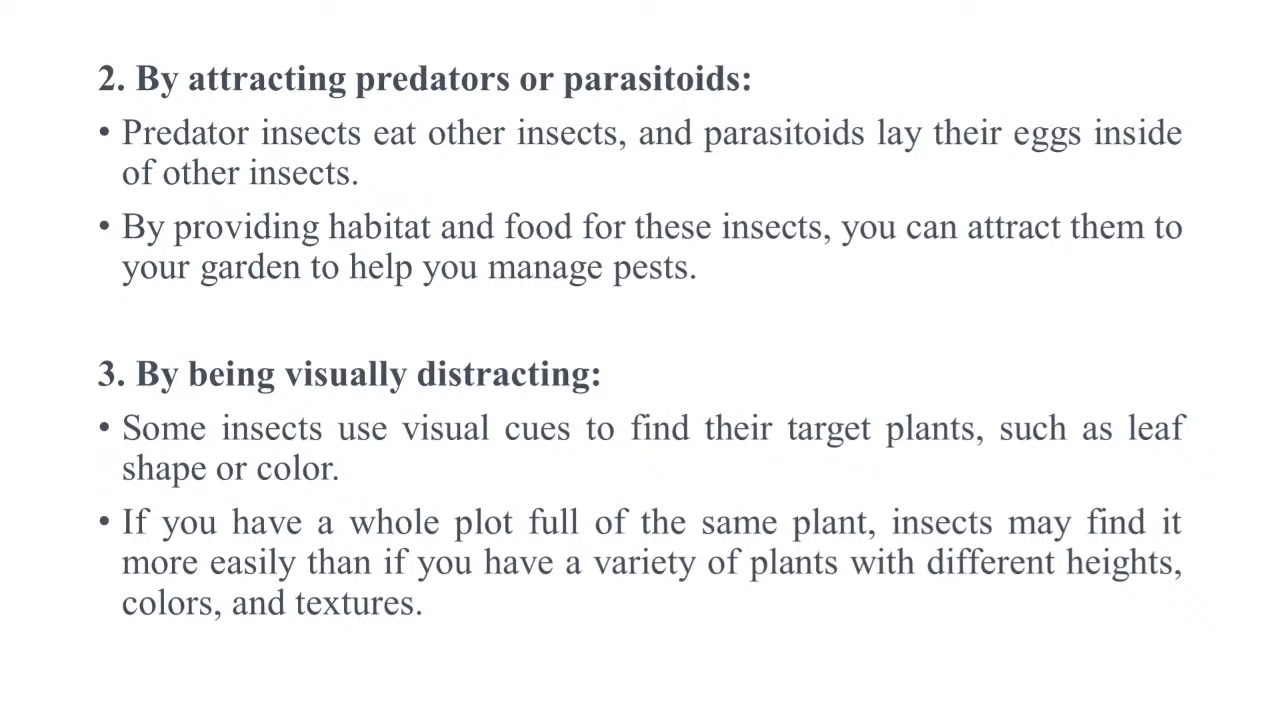 2. By attracting predators or parasitoids:
• Predator insects eat other insects, and parasitoids lay their eggs inside
of other insects.
• By providing habitat and food for these insects, you can attract them to
your garden to help you manage pests.
3. By being visually distracting:
• Some insects use visual cues to find their target plants, such as leaf
shape or color.
• If you have a whole plot full of the same plant, insects may find it
more easily than if you have a variety of plants with different heights,
colors, and textures.